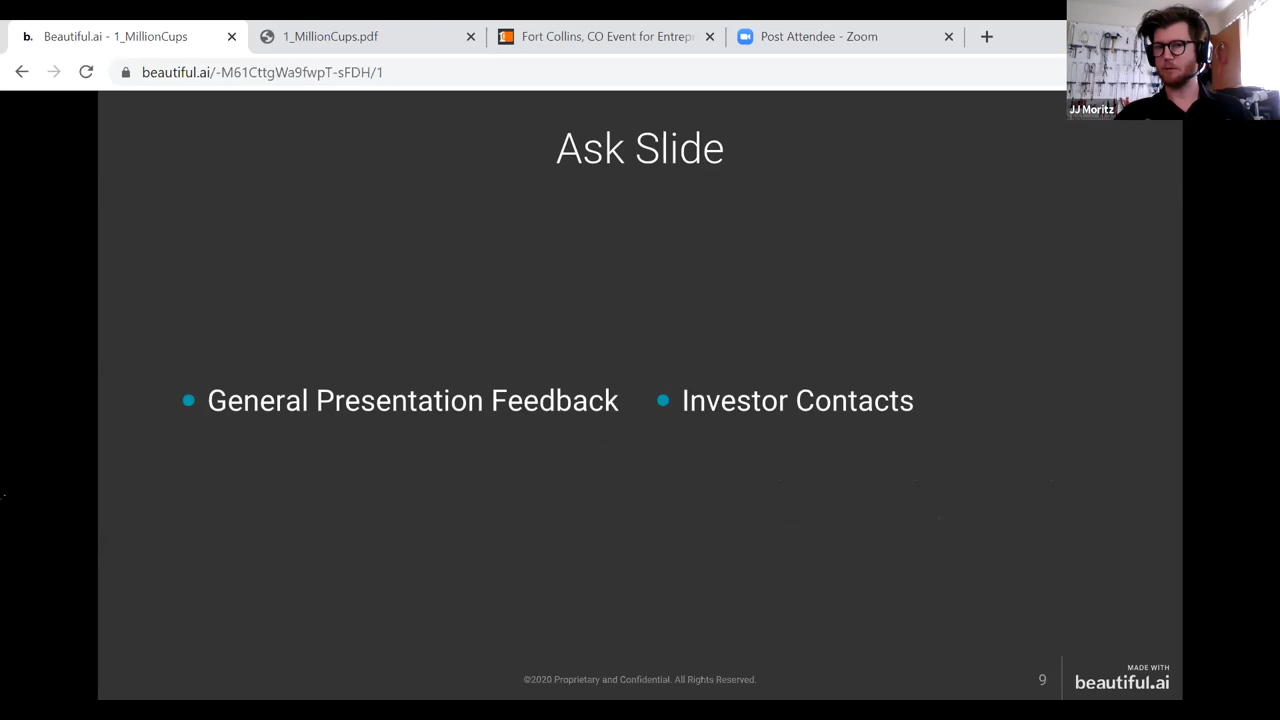 b. Beautiful.ai - 1_MillionCups
1_MillionCups.pdf
Fort Collins, CO Event for Entrepr
Post Attendee - Zoom
beautiful.ai/-M61CttgWa9fwpT-sFDH/1
JJ Moritz
Ask Slide
General Presentation Feedback
Investor Contacts
©2020 Proprietary and Confidential. All Rights Reserved.
9
MADE WITH
beautiful.ai